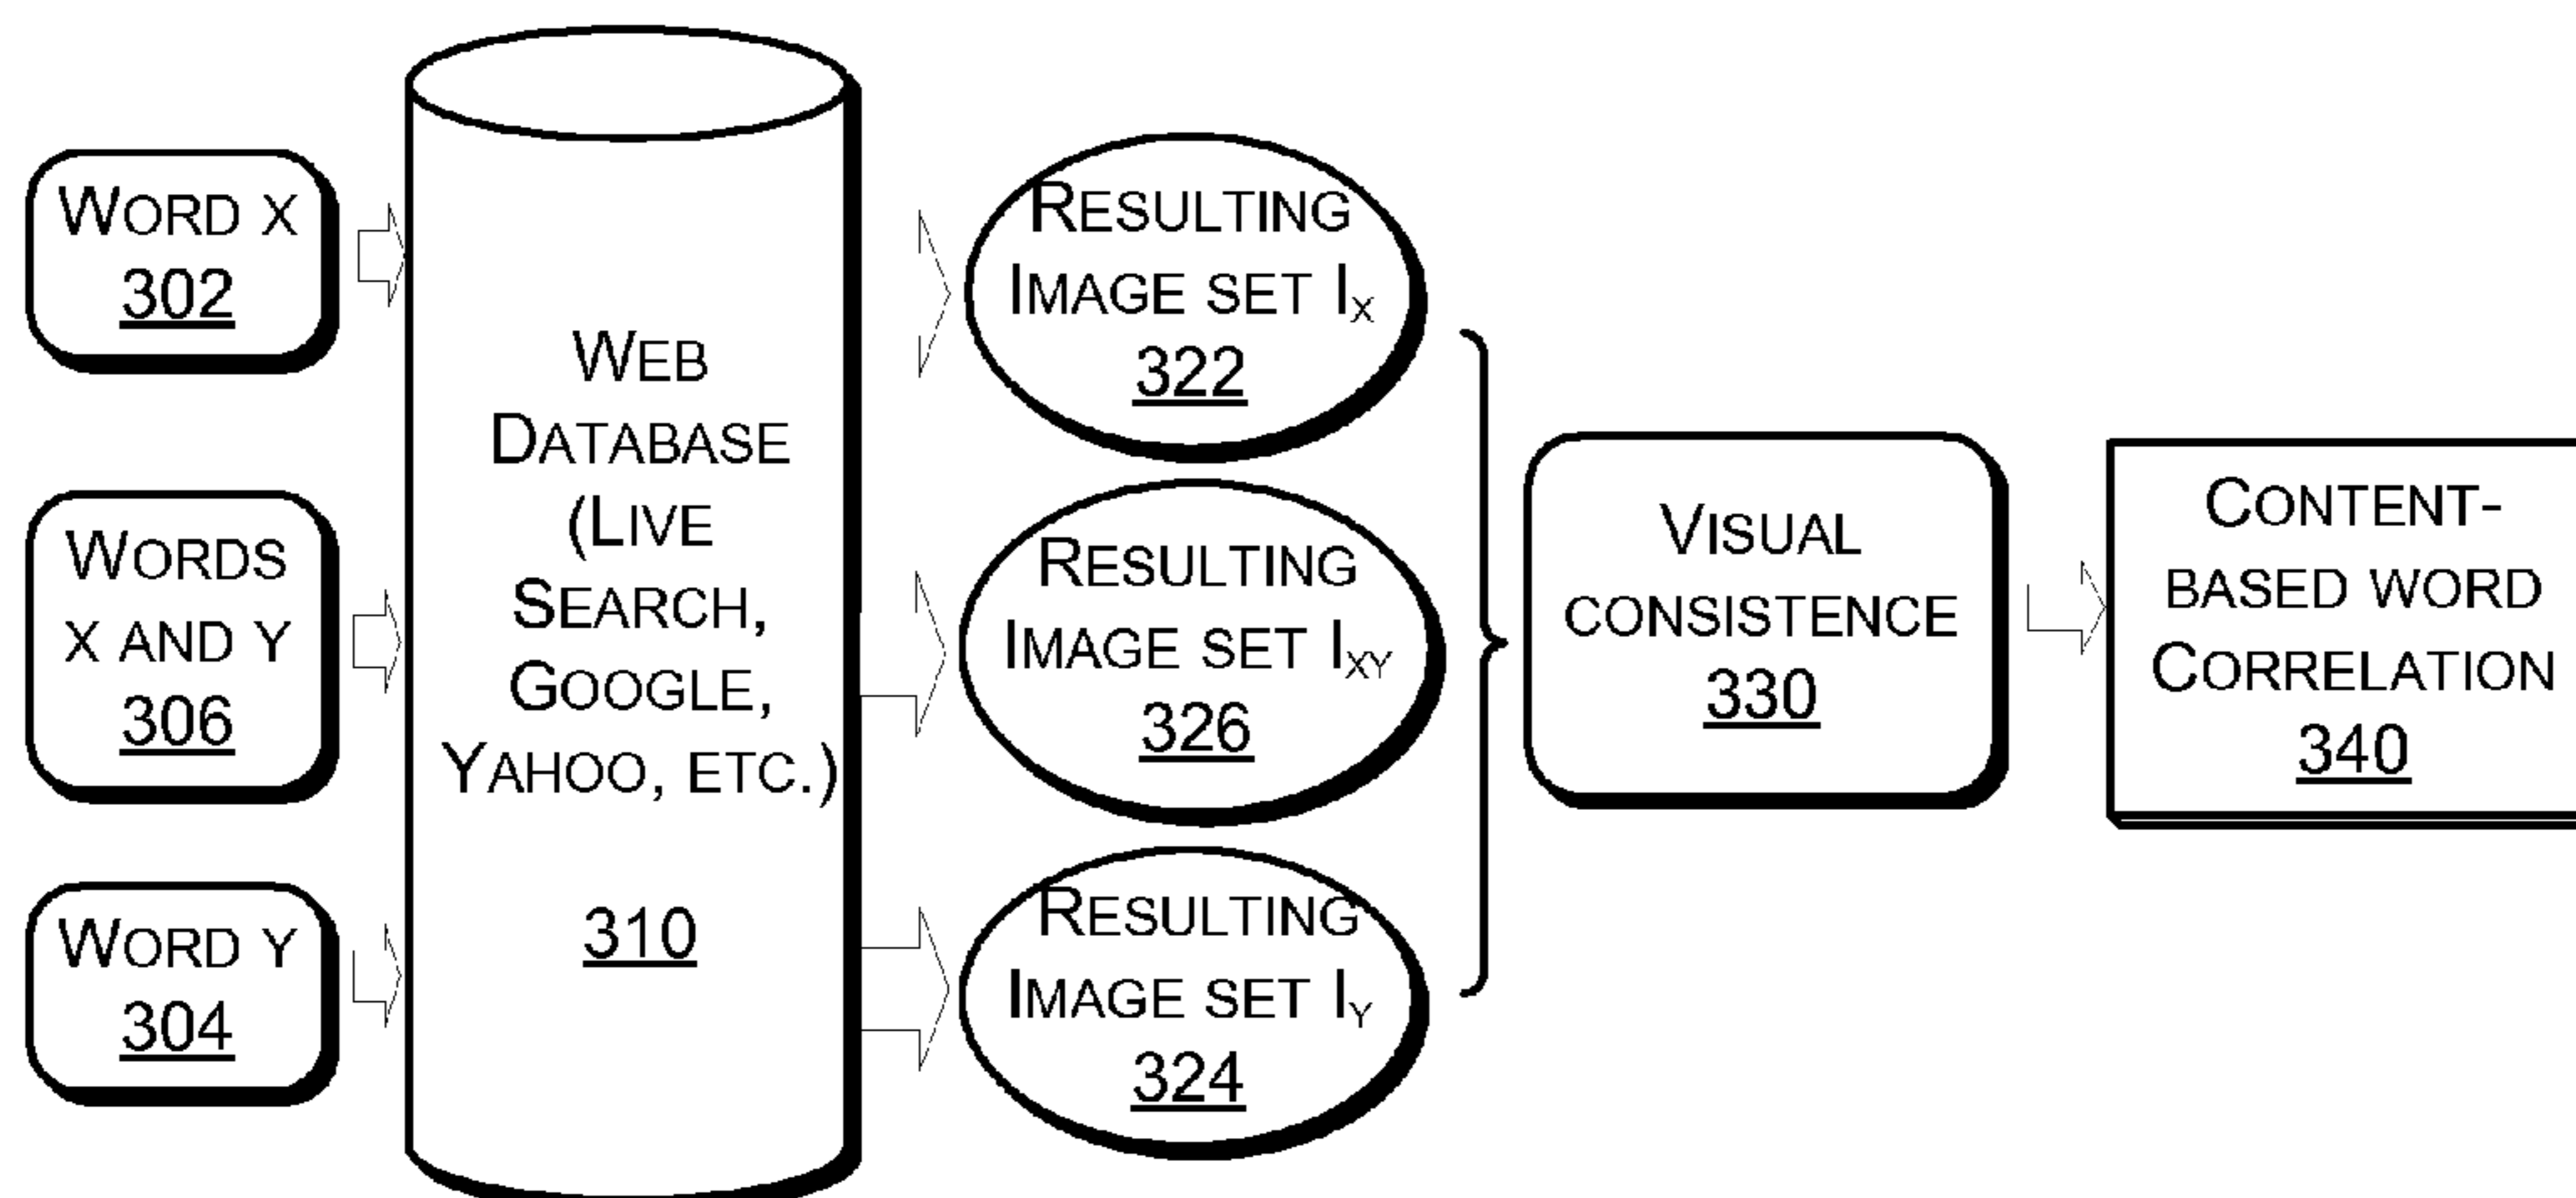 WORD X
302
WORDS
X AND Y
306
WORD Y
304
WEB
DATABASE
(LIVE
SEARCH,
GOOGLE,
YAHOO, ETC.)
310
RESULTING
IMAGE SET IX
322
RESULTING
IMAGE SET IXY
326
RESULTING
IMAGE SET IY
324
VISUAL
CONSISTENCE
330
CONTENT-
BASED WORD
CORRELATION
340